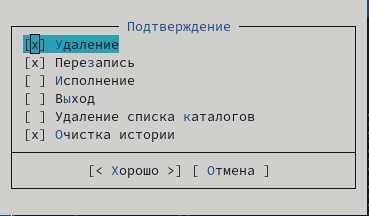 Подтверждение
[x] Удаление
[x] Перезапись
[ ] Исполнение
[ ] Выход
[ ] Удаление списка каталогов
[x] Очистка истории
[< Хорошо >] [ Отмена ]